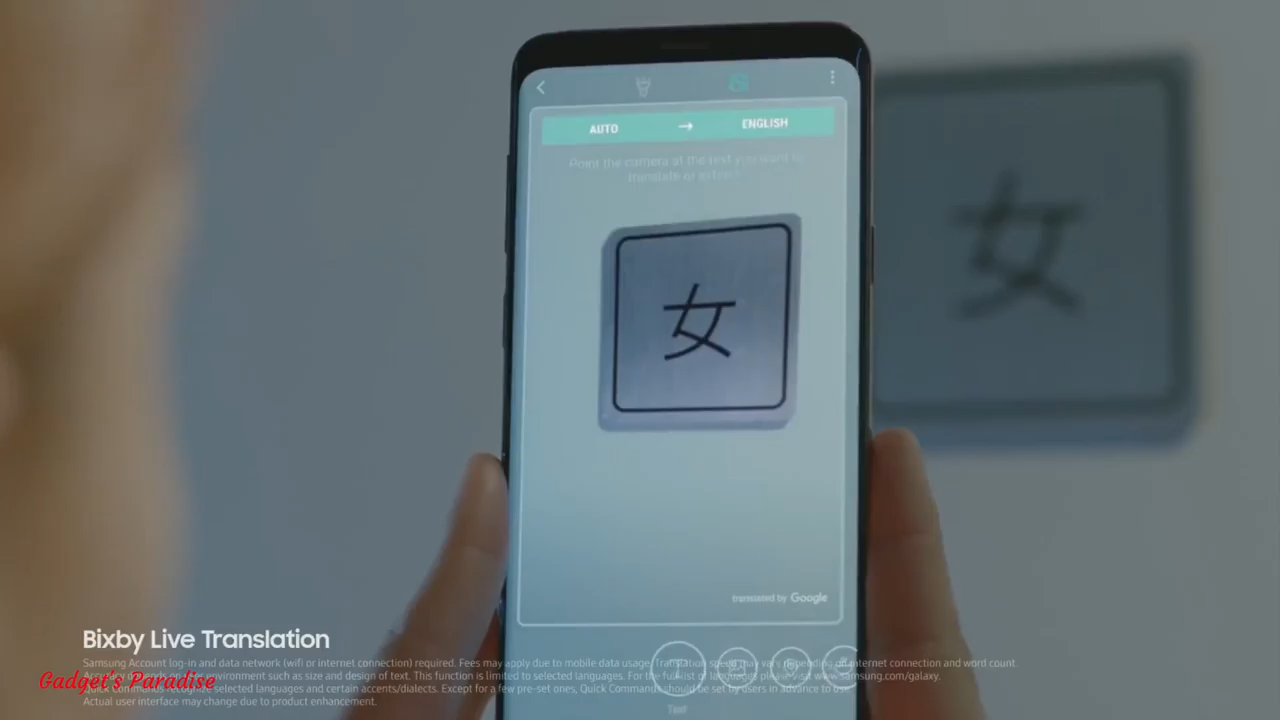 AUTO → ENGLISH
Point the camera at the text you want to
translate or extract.
女
女
translated by Google
Text
Bixby Live Translation
Samsung Account log-in and data network (wifi or internet connection) required. Fees may apply due to mobile data usage. Translation speed may vary depending on internet connection and word count.
environment such as size and design of text. This function is limited to selected languages. For the full list of languages please visit www.samsung.com/galaxy.
Gadget's Paradise
Quick Commands selected languages and certain accents/dialects. Except for a few pre-set ones, Quick Commands should be set by users in advance to use.
Actual user interface may change due to product enhancement.